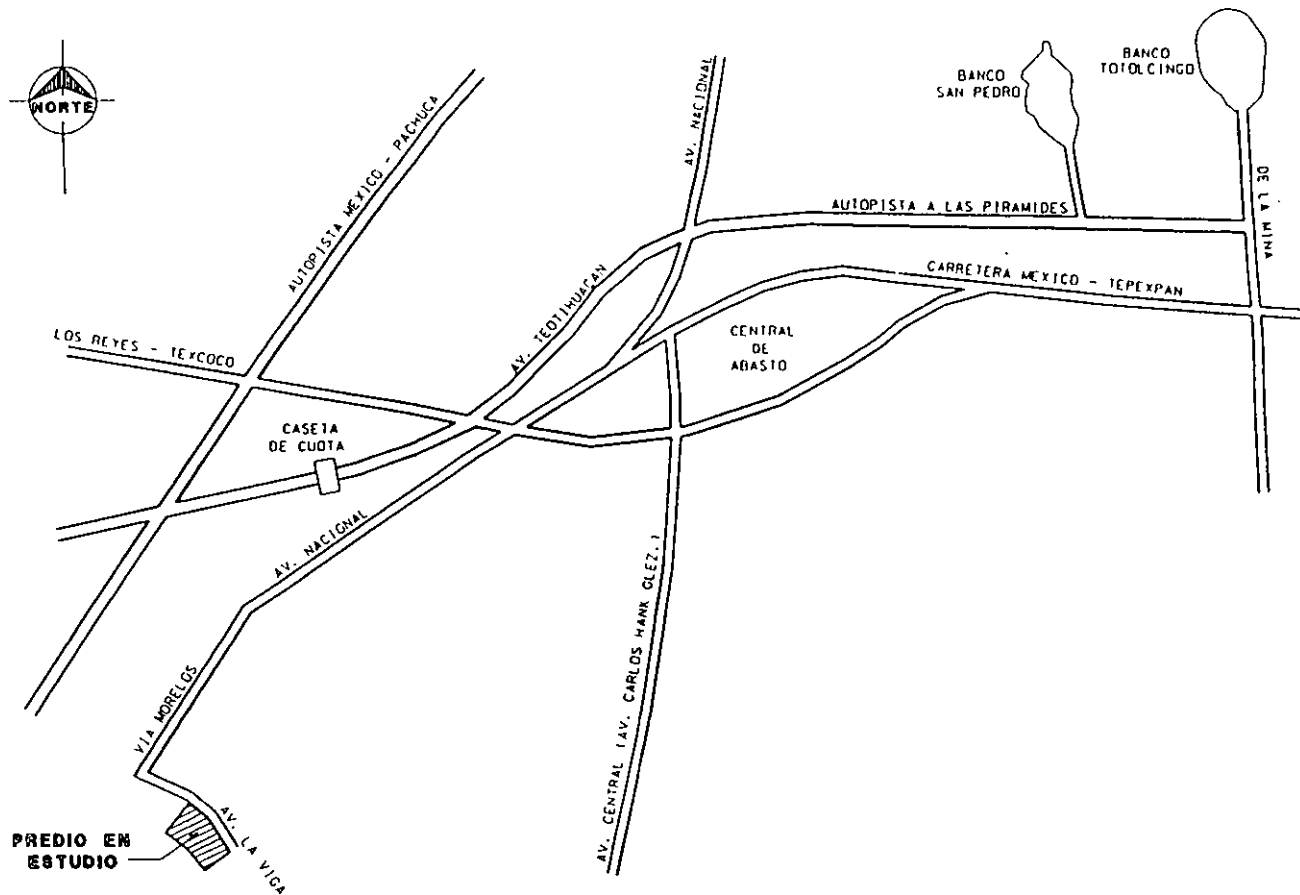 NORTE
BANCO
SAN PEDRO
BANCO
TOTOLCINGO
AV. NACIONAL
AUTOPISTA MEXICO - PACHUCA
DE LA MINA
AUTOPISTA A LAS PIRAMIDES
CARRETERA MEXICO - TEPEXPAN
AV. TEOTIHUACAN
LOS REYES - TEXCOCO
CENTRAL
DE
ABASTO
CASETA
DE CUOTA
AV. NACIONAL
AV. CENTRAL (AV. CARLOS HANK GLEZ.)
VIA MORELOS
AV. LA VIGA
PREDIO EN
ESTUDIO